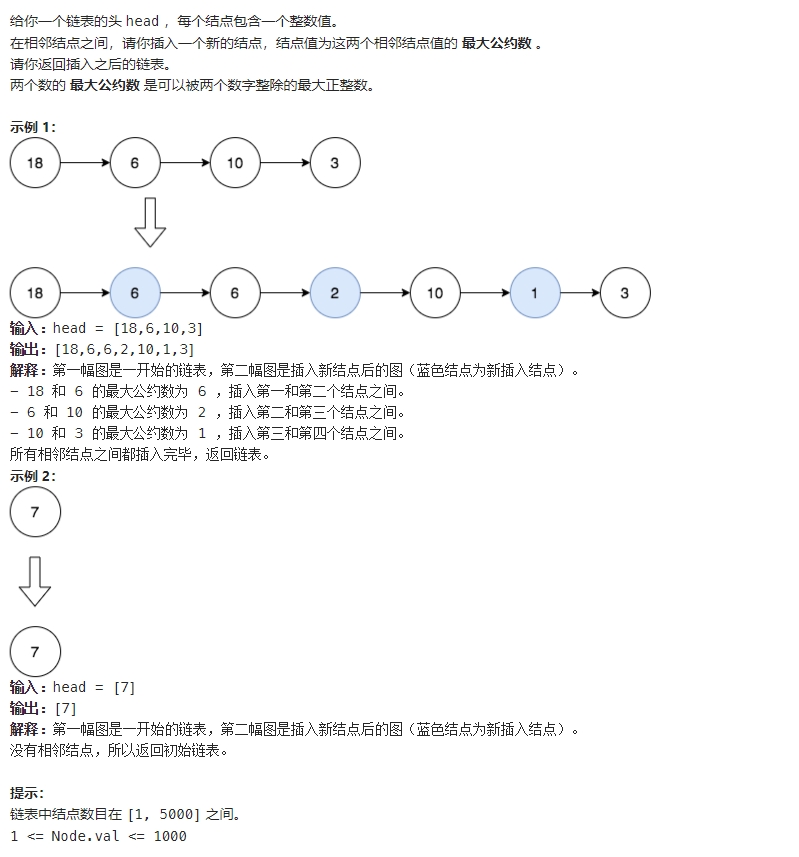 给你一个链表的头 head ，每个结点包含一个整数值。
在相邻结点之间，请你插入一个新的结点，结点值为这两个相邻结点值的 最大公约数 。
请你返回插入之后的链表。
两个数的 最大公约数 是可以被两个数字整除的最大正整数。
示例 1：
18 6 10 3
18 6 6 2 10 1 3
输入：head = [18,6,10,3]
输出：[18,6,6,2,10,1,3]
解释：第一幅图是一开始的链表，第二幅图是插入新结点后的图（蓝色结点为新插入结点）。
- 18 和 6 的最大公约数为 6 ，插入第一和第二个结点之间。
- 6 和 10 的最大公约数为 2 ，插入第二和第三个结点之间。
- 10 和 3 的最大公约数为 1 ，插入第三和第四个结点之间。
所有相邻结点之间都插入完毕，返回链表。
示例 2：
7
7
输入：head = [7]
输出：[7]
解释：第一幅图是一开始的链表，第二幅图是插入新结点后的图（蓝色结点为新插入结点）。
没有相邻结点，所以返回初始链表。
提示：
链表中结点数目在 [1, 5000] 之间。
1 <= Node.val <= 1000